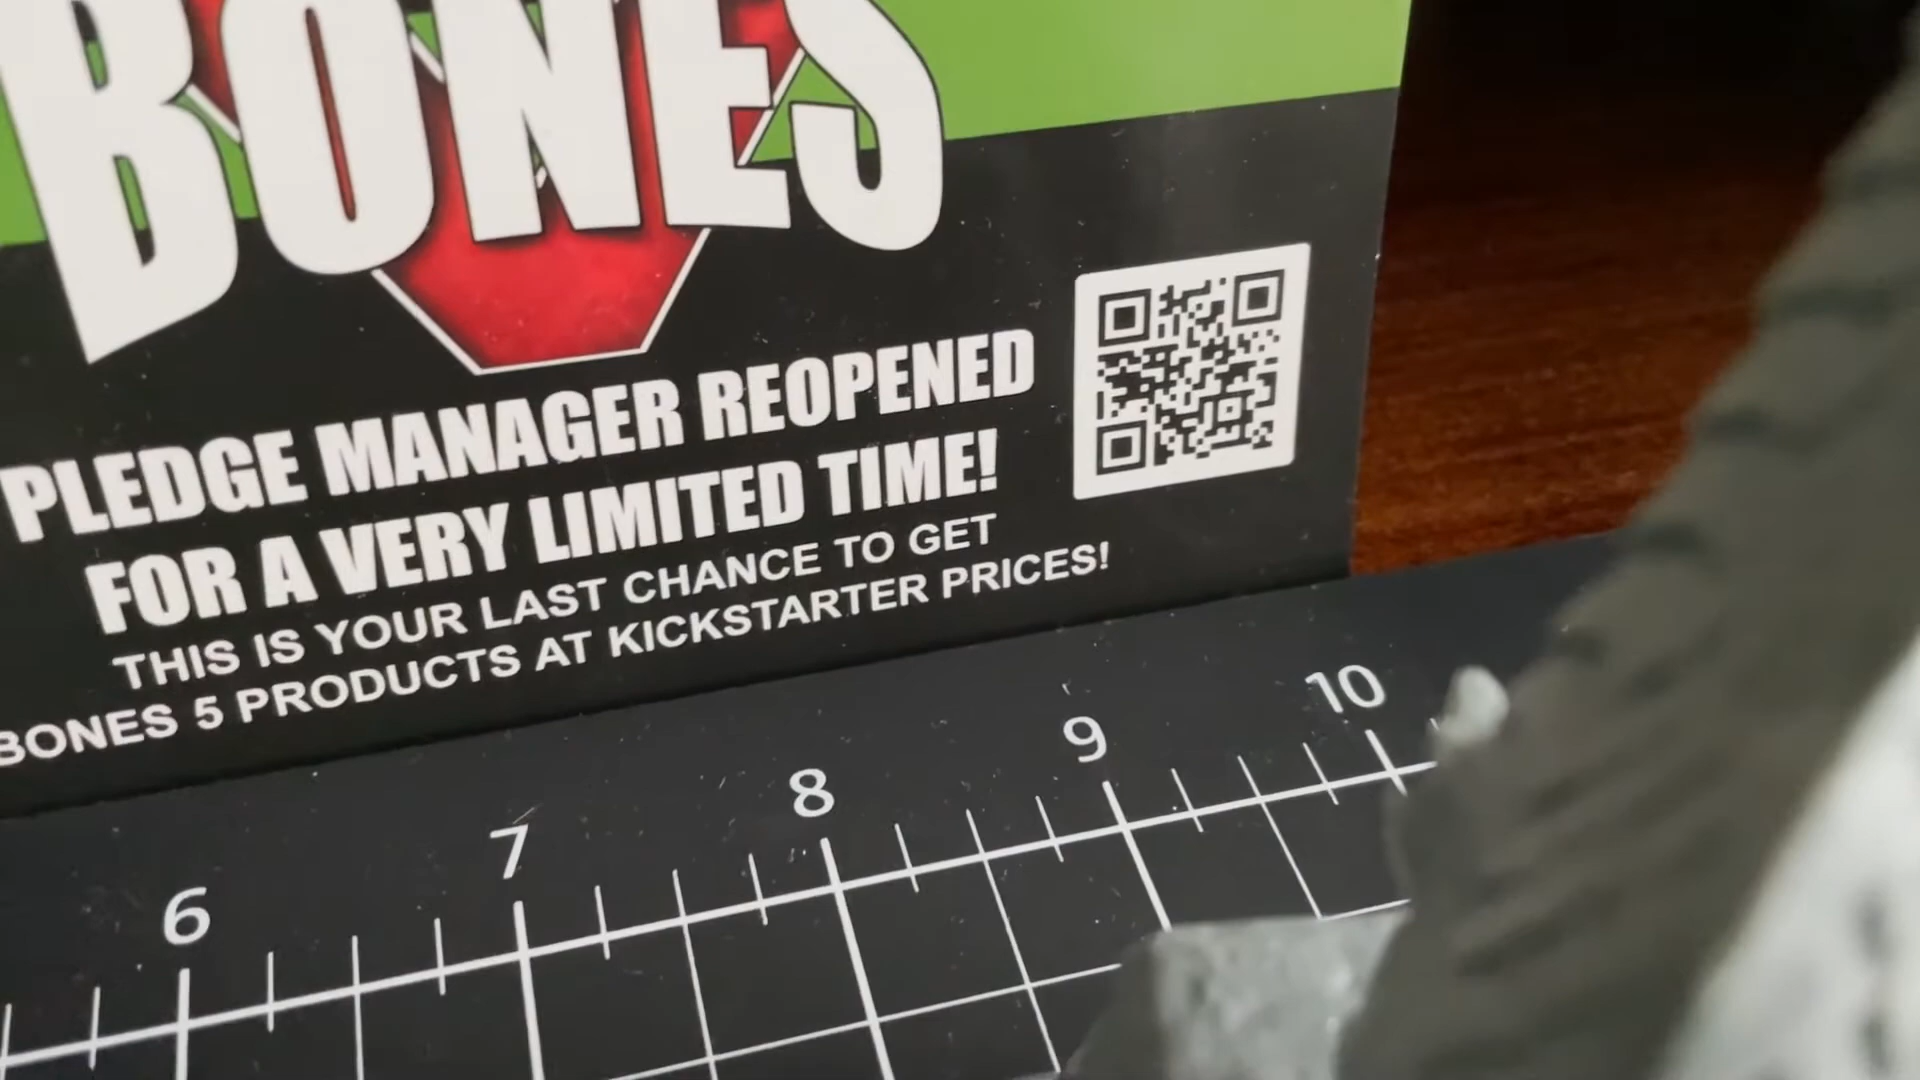 BONES
PLEDGE MANAGER REOPENED
FOR A VERY LIMITED TIME!
THIS IS YOUR LAST CHANCE TO GET
BONES 5 PRODUCTS AT KICKSTARTER PRICES!
6 7 8 9 10